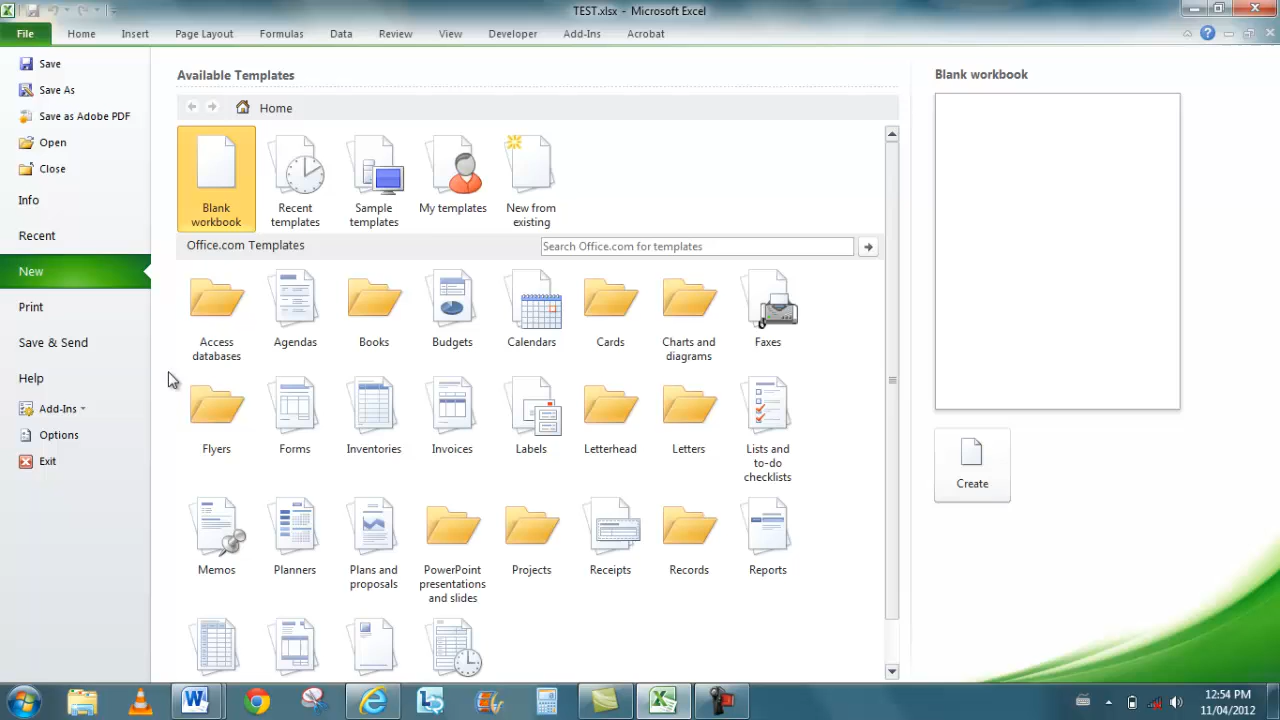 TEST.xlsx - Microsoft Excel
File Home Insert Page Layout Formulas Data Review View Developer Add-Ins Acrobat
Save
Save As
Save as Adobe PDF
Open
Close
Info
Recent
New
Print
Save & Send
Help
Add-Ins
Options
Exit
Available Templates
Home
Blank workbook
Recent templates
Sample templates
My templates
New from existing
Office.com Templates
Search Office.com for templates
Access databases
Agendas
Books
Budgets
Calendars
Cards
Charts and diagrams
Faxes
Flyers
Forms
Inventories
Invoices
Labels
Letterhead
Letters
Lists and to-do checklists
Memos
Planners
Plans and proposals
PowerPoint presentations and slides
Projects
Receipts
Records
Reports
Blank workbook
Create
12:54 PM
11/04/2012